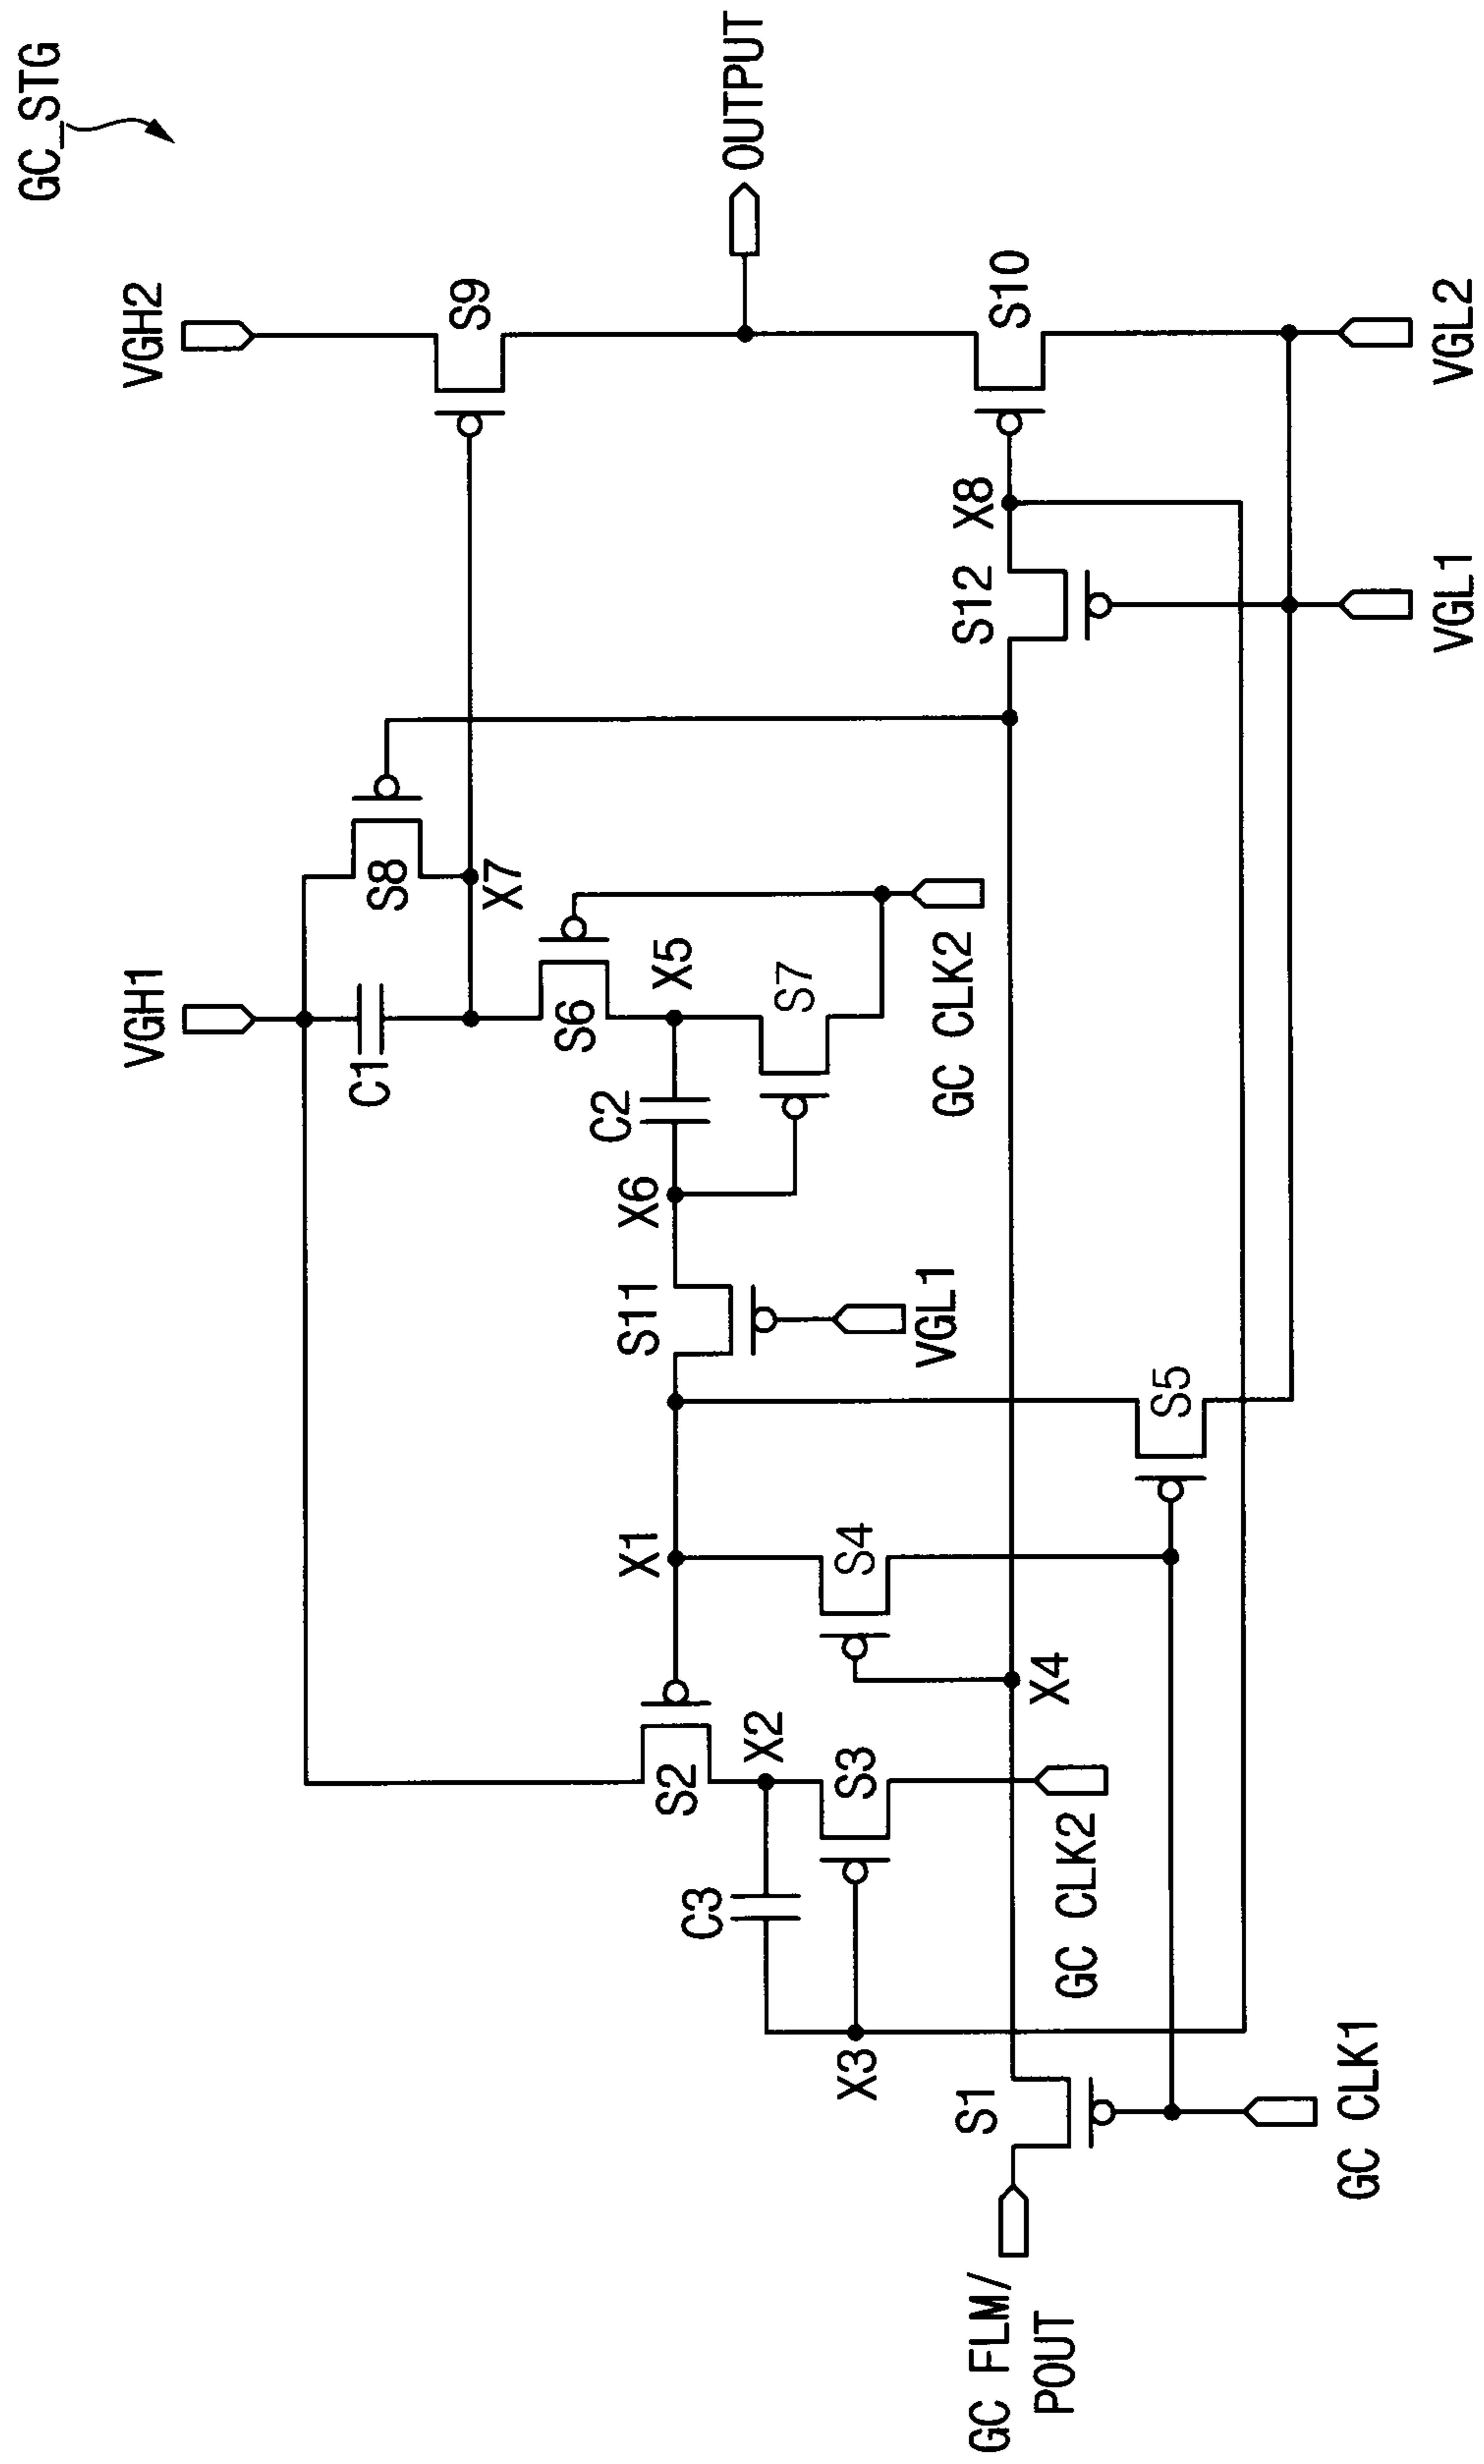 GC_STG
VGH1
VGH2
C1
S8
S9
X7
S6
X5
C2
X6
S7
S11
VGL1
X1
S2
X2
C3
S3
S4
X3
GC CLK2
GC CLK2
X4
S5
S12
X8
S10
OUTPUT
S1
GC FLM/
POUT
GC CLK1
VGL1
VGL2